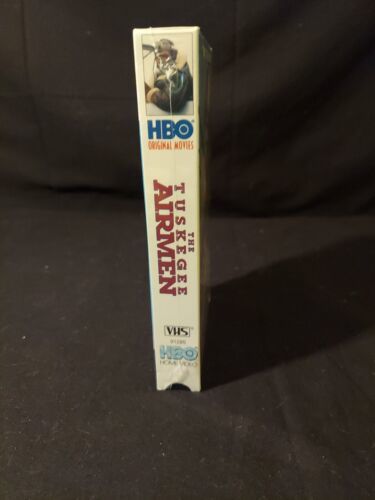 HBO
ORIGINAL MOVIES
THE
TUSKEGEE
AIRMEN
VHS
HBO
HOME VIDEO